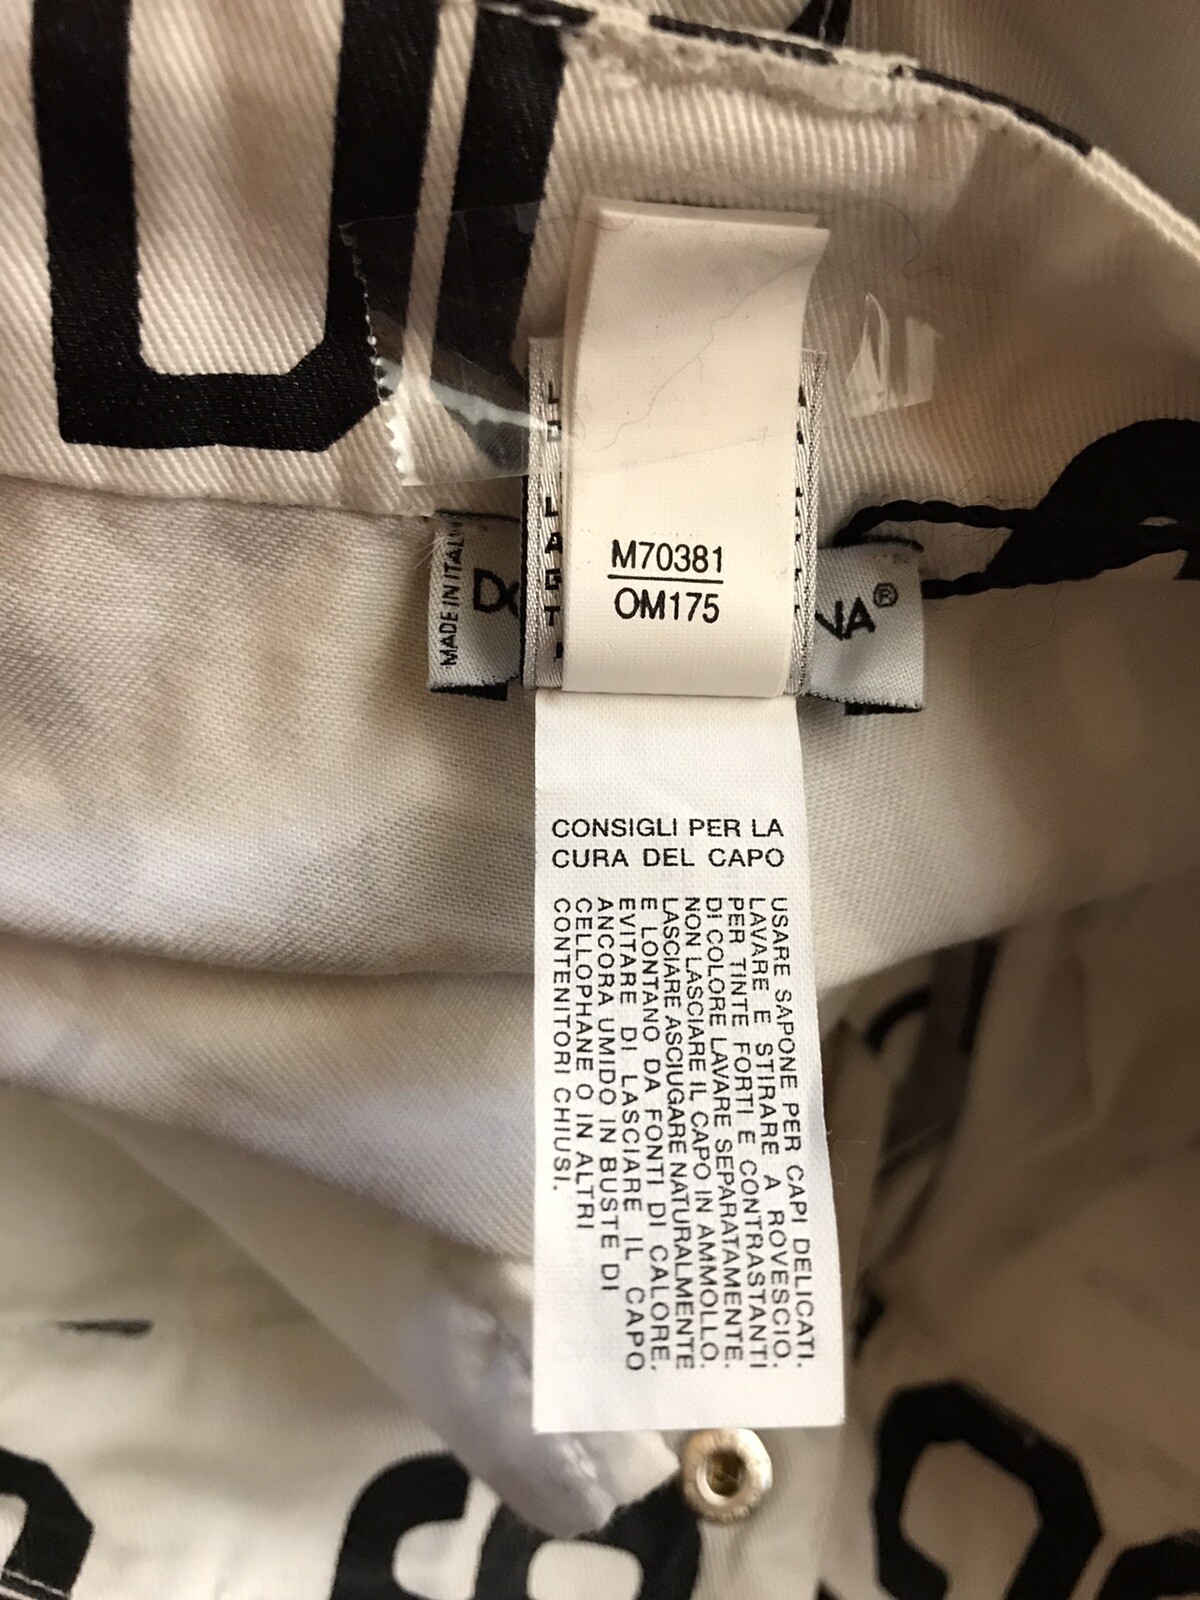 M70381
OM175
MADE IN ITALY
VA®
CONSIGLI PER LA
CURA DEL CAPO
USARE SAPONE PER CAPI DELICATI.
LAVARE E STIRARE A ROVESCIO.
PER TINTE FORTI E CONTRASTANTI
DI COLORE LAVARE SEPARATAMENTE.
NON LASCIARE IL CAPO IN AMMOLLO.
LASCIARE ASCIUGARE NATURALMENTE
E LONTANO DA FONTI DI CALORE.
EVITARE DI LASCIARE IL CAPO
ANCORA UMIDO IN BUSTE DI
CELLOPHANE O IN ALTRI
CONTENITORI CHIUSI.